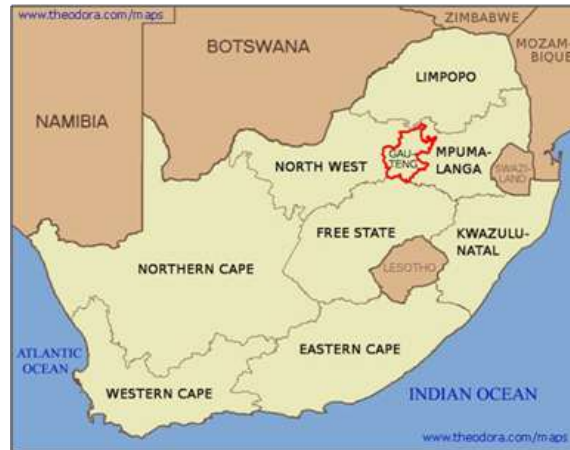 www.theodora.com/maps
ZIMBABWE
BOTSWANA
MOZAM-
BIQUE
LIMPOPO
NAMIBIA
GAU-
TENG
NORTH WEST
MPUMA-
LANGA
SWAZI-
LAND
FREE STATE
KWAZULU-
NATAL
NORTHERN CAPE
LESOTHO
EASTERN CAPE
ATLANTIC
OCEAN
WESTERN CAPE
INDIAN OCEAN
www.theodora.com/maps